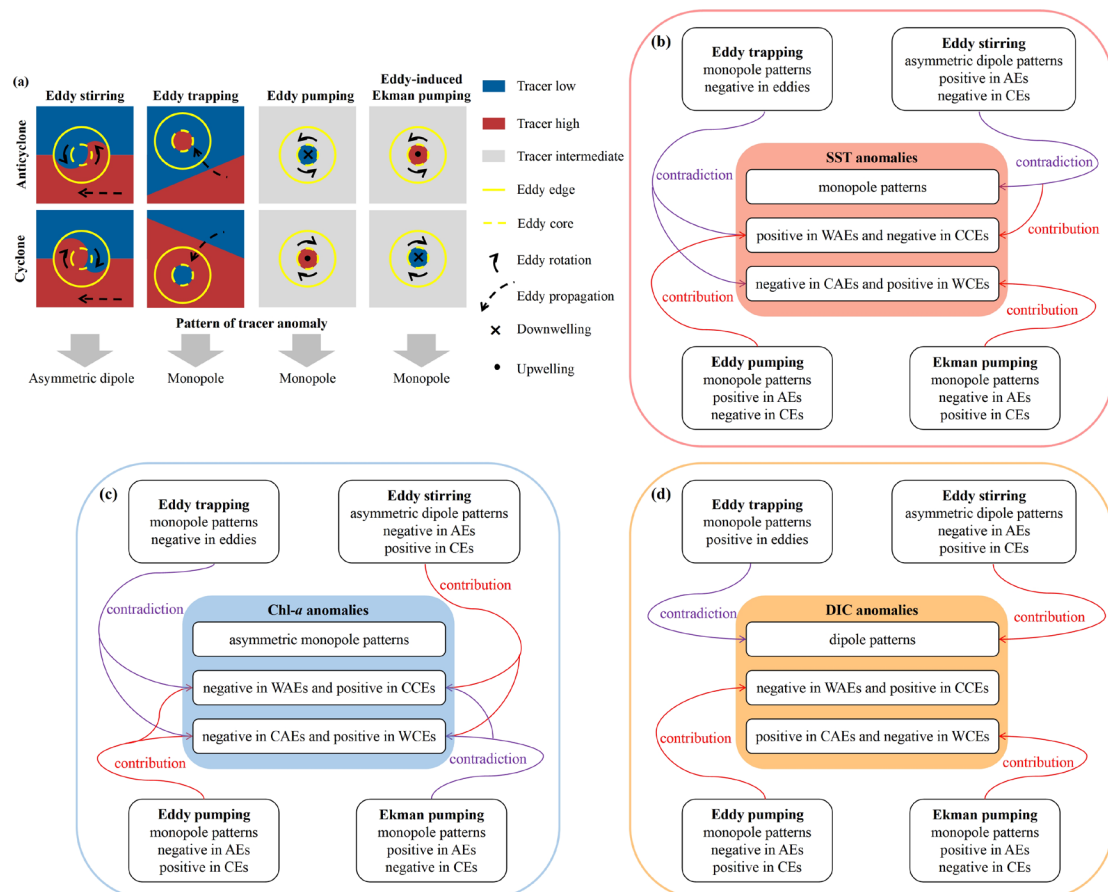 (a)
Eddy stirring
Eddy trapping
Eddy pumping
Eddy-induced
Ekman pumping
Anticyclone
Cyclone
Tracer low
Tracer high
Tracer intermediate
Eddy edge
Eddy core
Eddy rotation
Eddy propagation
Downwelling
Upwelling
Pattern of tracer anomaly
Asymmetric dipole
Monopole
Monopole
Monopole
(b)
Eddy trapping
monopole patterns
negative in eddies
Eddy stirring
asymmetric dipole patterns
positive in AEs
negative in CEs
SST anomalies
contradiction
contradiction
monopole patterns
contribution
positive in WAEs and negative in CCEs
negative in CAEs and positive in WCEs
contribution
contribution
Eddy pumping
monopole patterns
positive in AEs
negative in CEs
Ekman pumping
monopole patterns
negative in AEs
positive in CEs
(c)
Eddy trapping
monopole patterns
negative in eddies
Eddy stirring
asymmetric dipole patterns
negative in AEs
positive in CEs
contribution
contradiction
Chl-a anomalies
asymmetric monopole patterns
negative in WAEs and positive in CCEs
negative in CAEs and positive in WCEs
contribution
contradiction
Eddy pumping
monopole patterns
negative in AEs
positive in CEs
Ekman pumping
monopole patterns
positive in AEs
negative in CEs
(d)
Eddy trapping
monopole patterns
positive in eddies
Eddy stirring
asymmetric dipole patterns
negative in AEs
positive in CEs
contradiction
DIC anomalies
contribution
dipole patterns
negative in WAEs and positive in CCEs
positive in CAEs and negative in WCEs
contribution
contribution
Eddy pumping
monopole patterns
negative in AEs
positive in CEs
Ekman pumping
monopole patterns
positive in AEs
negative in CEs